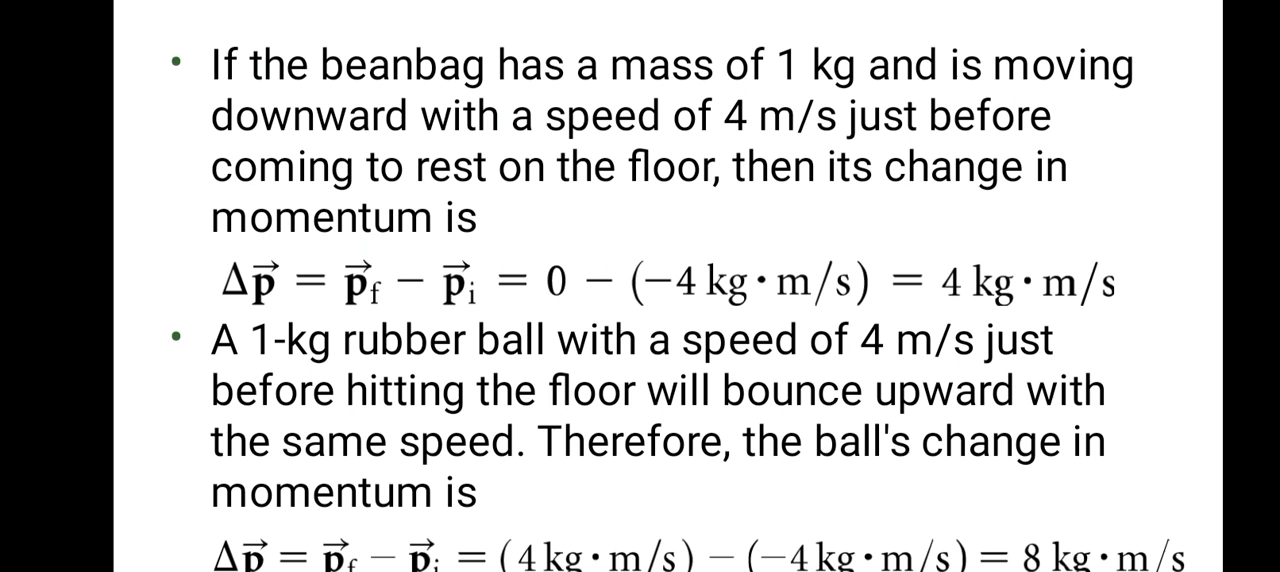 • If the beanbag has a mass of 1 kg and is moving
downward with a speed of 4 m/s just before
coming to rest on the floor, then its change in
momentum is
Δp⃗ = p⃗f − p⃗i = 0 − (−4 kg·m/s) = 4 kg·m/s
• A 1-kg rubber ball with a speed of 4 m/s just
before hitting the floor will bounce upward with
the same speed. Therefore, the ball's change in
momentum is
Δp⃗ = p⃗f − p⃗i = (4 kg·m/s) − (−4 kg·m/s) = 8 kg·m/s